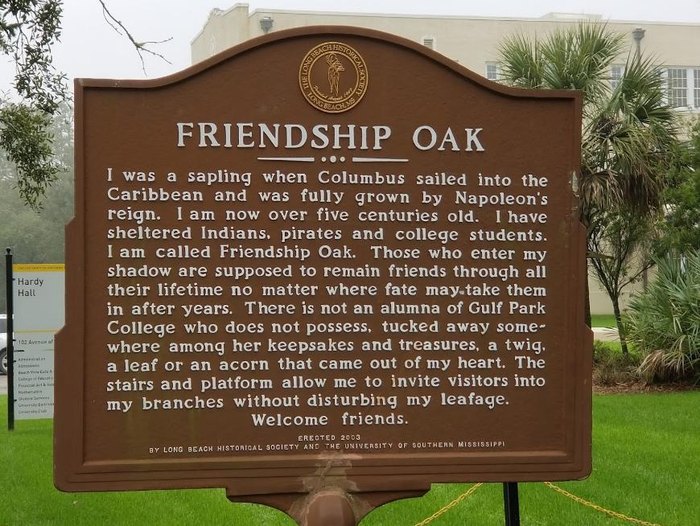 THE LONG BEACH HISTORICAL SOCIETY
LONG BEACH, MS
FRIENDSHIP OAK
I was a sapling when Columbus sailed into the
Caribbean and was fully grown by Napoleon's
reign. I am now over five centuries old. I have
sheltered Indians, pirates and college students.
I am called Friendship Oak. Those who enter my
shadow are supposed to remain friends through all
their lifetime no matter where fate may take them
in after years. There is not an alumna of Gulf Park
College who does not possess, tucked away some-
where among her keepsakes and treasures, a twig,
a leaf or an acorn that came out of my heart. The
stairs and platform allow me to invite visitors into
my branches without disturbing my leafage.
Welcome friends.
ERECTED 2003
BY LONG BEACH HISTORICAL SOCIETY AND THE UNIVERSITY OF SOUTHERN MISSISSIPPI
Hardy
Hall
102 Avenue of
Administration
Admissions